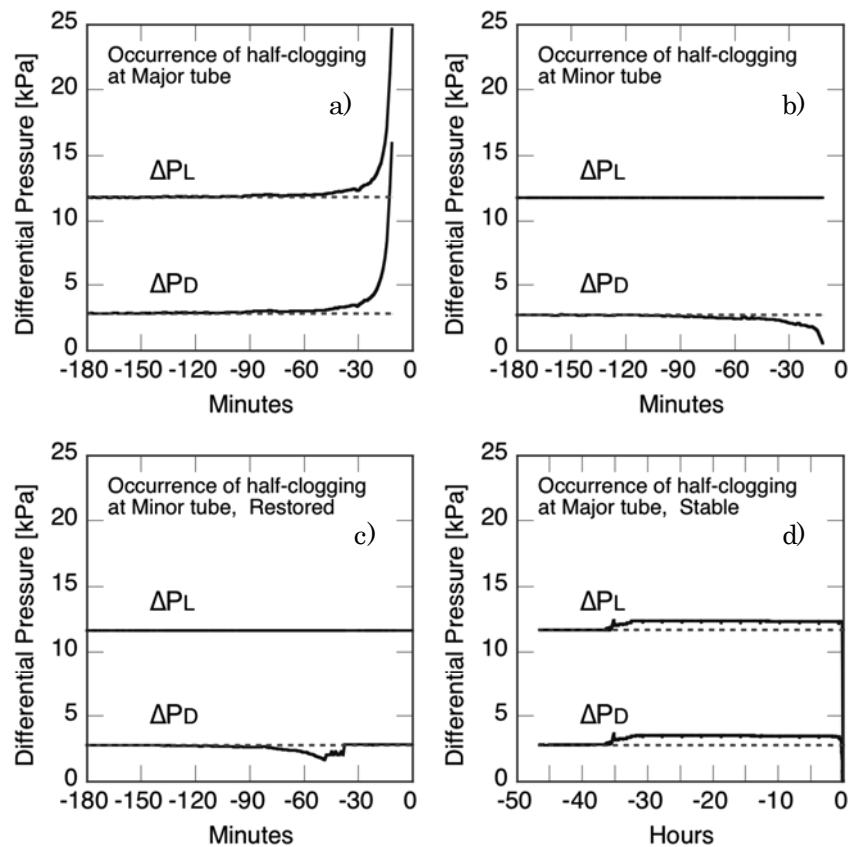 Differential Pressure [kPa]
25
20
15
10
5
0
Occurrence of half-clogging
at Major tube
a)
ΔPL
ΔPD
-180 -150 -120 -90 -60 -30 0
Minutes
Differential Pressure [kPa]
25
20
15
10
5
0
Occurrence of half-clogging
at Minor tube
b)
ΔPL
ΔPD
-180 -150 -120 -90 -60 -30 0
Minutes
Differential Pressure [kPa]
25
20
15
10
5
0
Occurrence of half-clogging
at Minor tube, Restored
c)
ΔPL
ΔPD
-180 -150 -120 -90 -60 -30 0
Minutes
Differential Pressure [kPa]
25
20
15
10
5
0
Occurrence of half-clogging
at Major tube, Stable
d)
ΔPL
ΔPD
-50 -40 -30 -20 -10 0
Hours